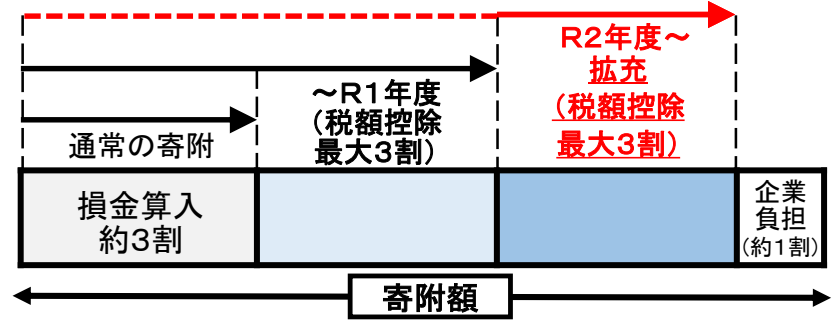 R2年度～
拡充
(税額控除
最大3割)
～R1年度
(税額控除
最大3割)
通常の寄附
損金算入
約3割
企業
負担
(約1割)
寄附額